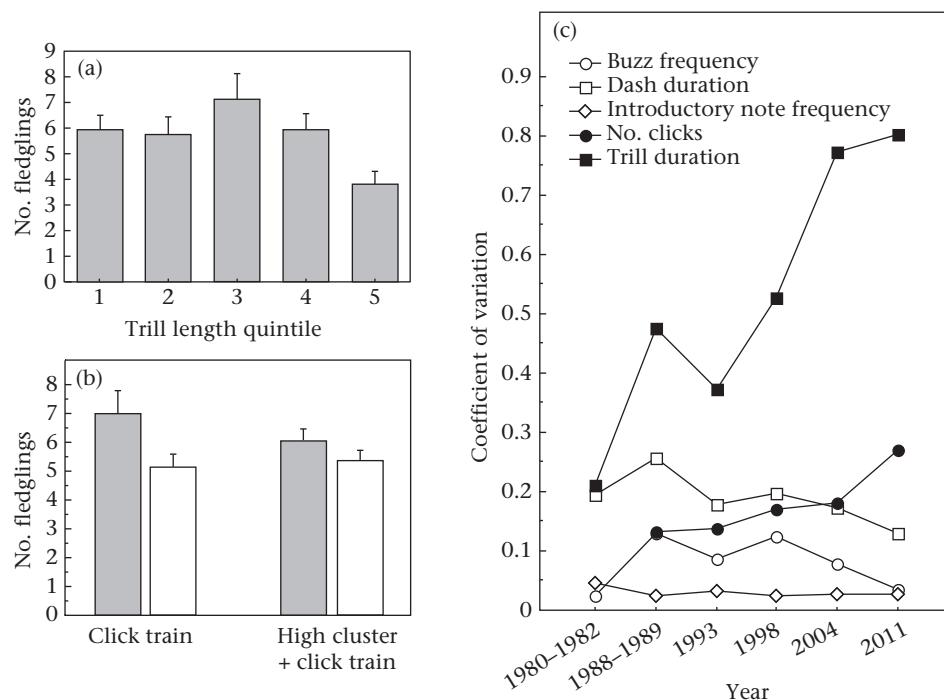 (a)
9
8
7
6
5
4
3
2
1
0
No. fledglings
1 2 3 4 5
Trill length quintile
(b)
8
7
6
5
4
3
2
1
0
No. fledglings
Click train
High cluster
+ click train
(c)
Buzz frequency
Dash duration
Introductory note frequency
No. clicks
Trill duration
0.9
0.8
0.7
0.6
0.5
0.4
0.3
0.2
0.1
0
Coefficient of variation
1980–1982
1988–1989
1993
1998
2004
2011
Year